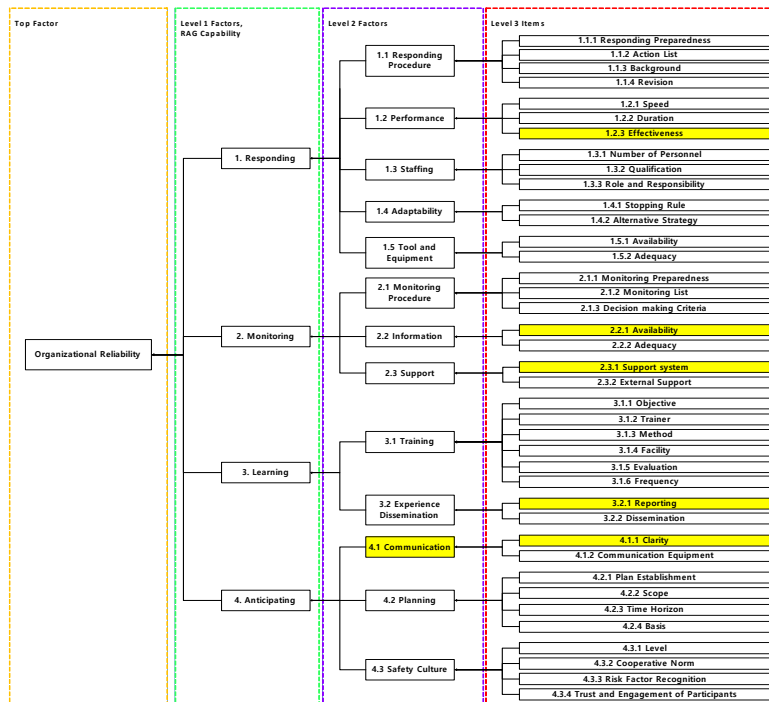 Top Factor
Level 1 Factors,
RAG Capability
Level 2 Factors
Level 3 Items
Organizational Reliability
1. Responding
1.1 Responding
Procedure
1.1.1 Responding Preparedness
1.1.2 Action List
1.1.3 Background
1.1.4 Revision
1.2 Performance
1.2.1 Speed
1.2.2 Duration
1.2.3 Effectiveness
1.3 Staffing
1.3.1 Number of Personnel
1.3.2 Qualification
1.3.3 Role and Responsibility
1.4 Adaptability
1.4.1 Stopping Rule
1.4.2 Alternative Strategy
1.5 Tool and
Equipment
1.5.1 Availability
1.5.2 Adequacy
2. Monitoring
2.1 Monitoring
Procedure
2.1.1 Monitoring Preparedness
2.1.2 Monitoring List
2.1.3 Decision making Criteria
2.2 Information
2.2.1 Availability
2.2.2 Adequacy
2.3 Support
2.3.1 Support system
2.3.2 External Support
3. Learning
3.1 Training
3.1.1 Objective
3.1.2 Trainer
3.1.3 Method
3.1.4 Facility
3.1.5 Evaluation
3.1.6 Frequency
3.2 Experience
Dissemination
3.2.1 Reporting
3.2.2 Dissemination
4. Anticipating
4.1 Communication
4.1.1 Clarity
4.1.2 Communication Equipment
4.2 Planning
4.2.1 Plan Establishment
4.2.2 Scope
4.2.3 Time Horizon
4.2.4 Basis
4.3 Safety Culture
4.3.1 Level
4.3.2 Cooperative Norm
4.3.3 Risk Factor Recognition
4.3.4 Trust and Engagement of Participants